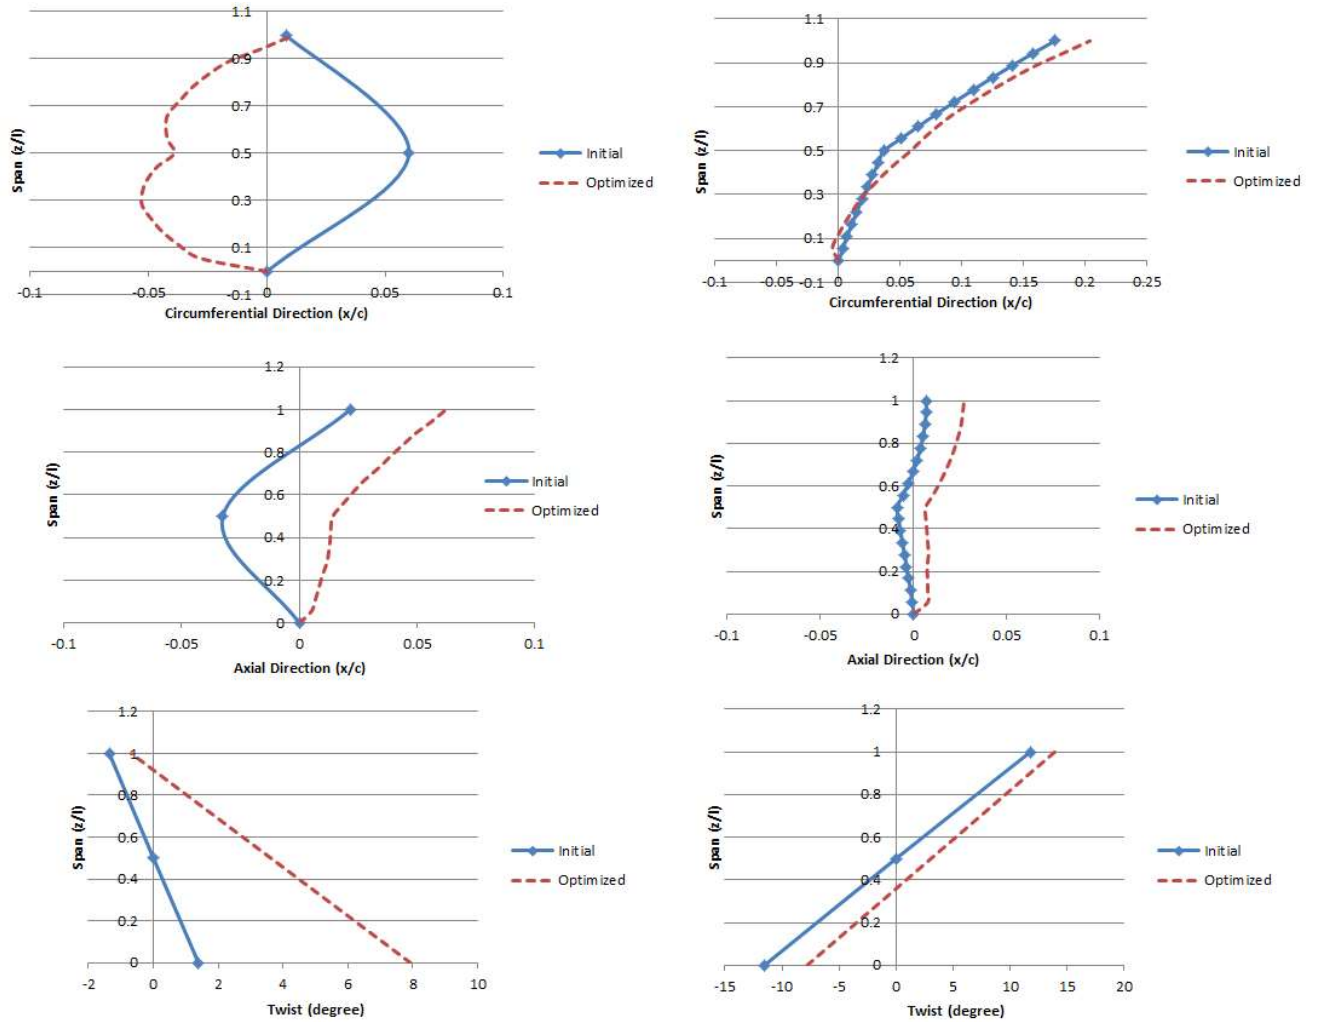 1.1
0.9
0.7
0.5
0.3
0.1
-0.1
-0.1 -0.05 0 0.05 0.1
Span (z/l)
Circumferential Direction (x/c)
Initial
Optimized
1.1
0.9
0.7
0.5
0.3
0.1
-0.1
-0.1 -0.05 0 0.05 0.1 0.15 0.2 0.25
Span (z/l)
Circumferential Direction (x/c)
Initial
Optimized
1.2
1
0.8
0.6
0.4
0.2
0
-0.1 -0.05 0 0.05 0.1
Span (z/l)
Axial Direction (x/c)
Initial
Optimized
1.2
1
0.8
0.6
0.4
0.2
0
-0.1 -0.05 0 0.05 0.1
Span (z/l)
Axial Direction (x/c)
Initial
Optimized
1.2
1
0.8
0.6
0.4
0.2
0
-2 0 2 4 6 8 10
Span (z/l)
Twist (degree)
Initial
Optimized
1.2
1
0.8
0.6
0.4
0.2
0
-15 -10 -5 0 5 10 15 20
Span (z/l)
Twist (degree)
Initial
Optimized